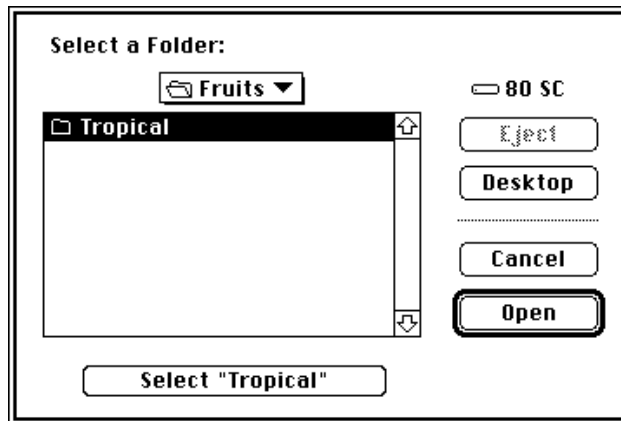 Select a Folder:
Fruits
80 SC
Tropical
Eject
Desktop
Cancel
Open
Select "Tropical"